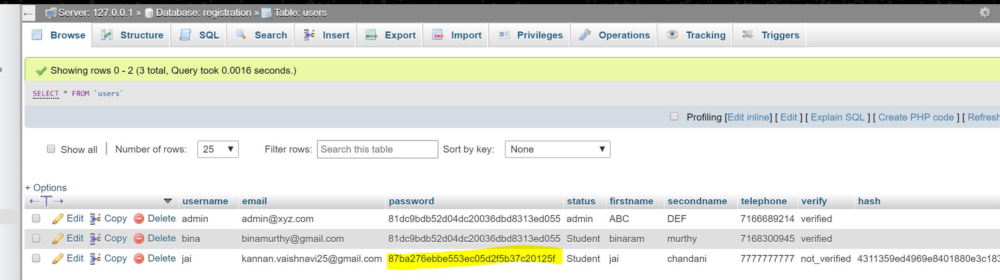 Server: 127.0.0.1 » Database: registration » Table: users
Browse Structure SQL Search Insert Export Import Privileges Operations Tracking Triggers
Showing rows 0 - 2 (3 total, Query took 0.0016 seconds.)
SELECT * FROM `users`
Profiling [Edit inline] [ Edit ] [ Explain SQL ] [ Create PHP code ] [ Refresh
Show all | Number of rows: 25 Filter rows: Search this table Sort by key: None
+ Options
←T→ username email password status firstname secondname telephone verify hash
Edit Copy Delete admin admin@xyz.com 81dc9bdb52d04dc20036dbd8313ed055 admin ABC DEF 7166689214 verified
Edit Copy Delete bina binamurthy@gmail.com 81dc9bdb52d04dc20036dbd8313ed055 Student binaram murthy 7168300945 verified
Edit Copy Delete jai kannan.vaishnavi25@gmail.com 87ba276ebbe553ec05d2f5b37c20125f Student jai chandani 7777777777 not_verified 4311359ed4969e8401880e3c183